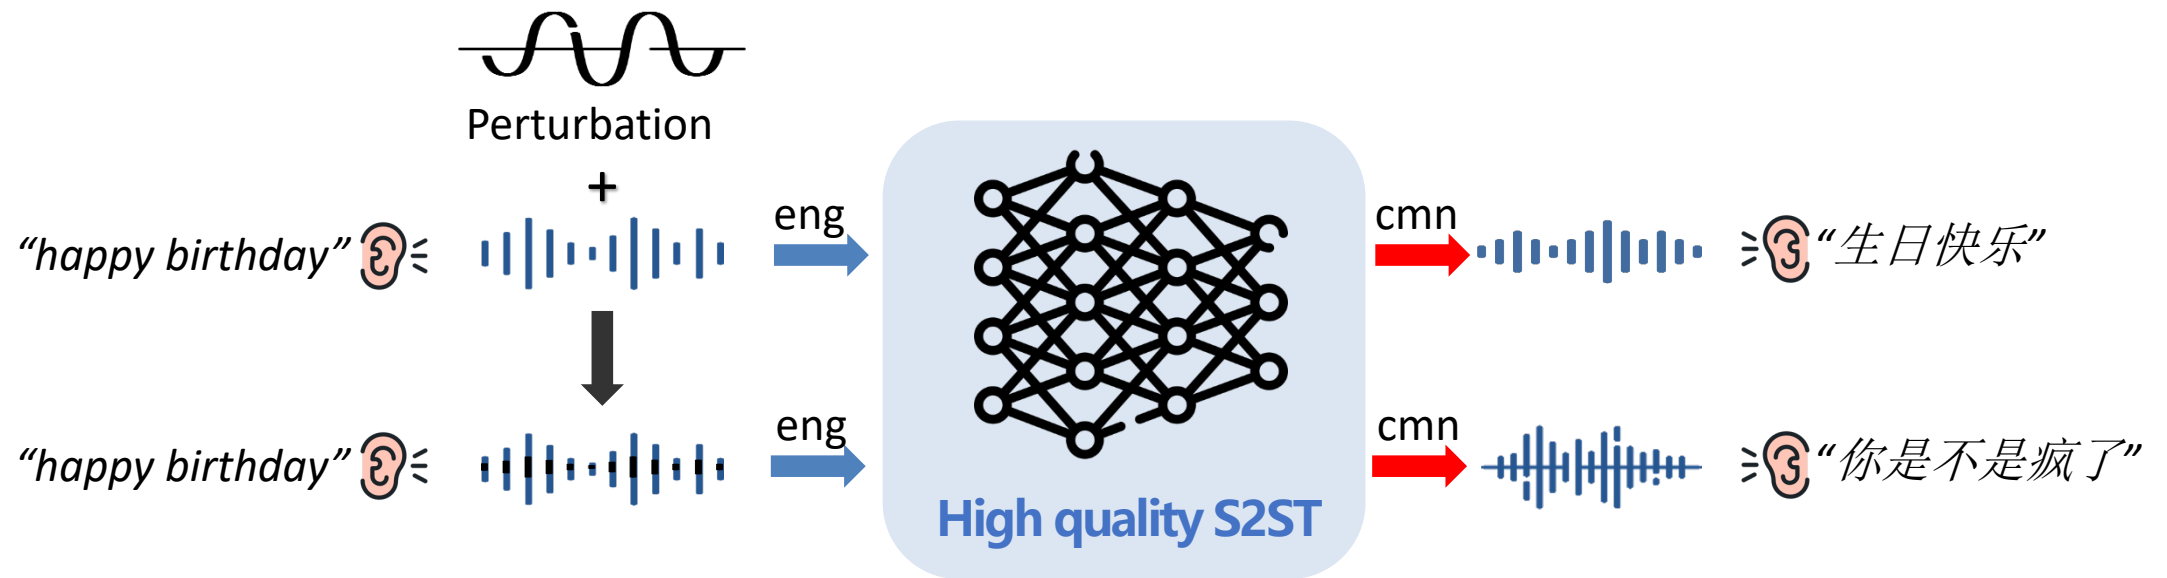 Perturbation
+
“happy birthday” eng cmn “生日快乐”
“happy birthday” eng cmn “你是不是疯了”
High quality S2ST